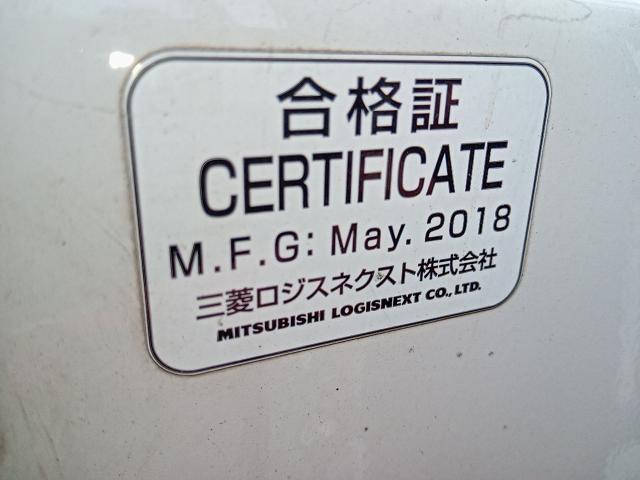 合格証
CERTIFICATE
M.F.G: May. 2018
三菱ロジスネクスト株式会社
MITSUBISHI LOGISNEXT CO., LTD.